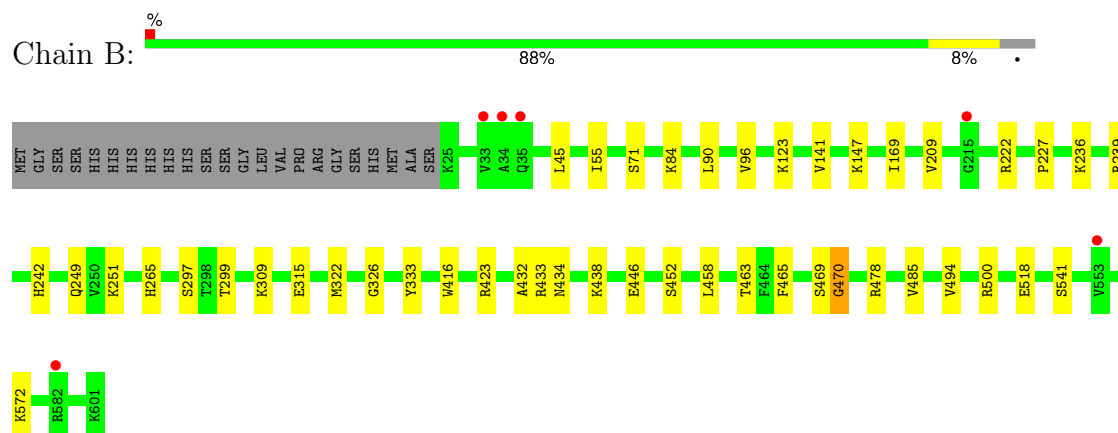 %
Chain B:
88% 8% •
MET GLY SER SER HIS HIS HIS HIS HIS HIS SER SER GLY LEU VAL PRO ARG GLY SER HIS MET ALA SER K25 V33 A34 Q35 L45 I55 S71 K84 L90 V96 K123 V141 K147 I169 V209 G215 R222 P227 K236 R239
H242 Q249 V250 K251 H265 S297 T298 T299 K309 E315 M322 G326 Y333 W416 R423 A432 R433 N434 K438 E446 S452 L458 T463 F464 F465 S469 G470 R478 V485 V494 R500 E518 S541 V553
K572 R582 K601